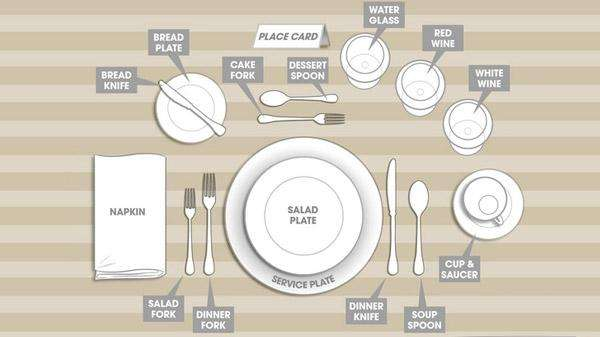 WATER
GLASS
PLACE CARD
RED
WINE
BREAD
PLATE
CAKE
FORK
DESSERT
SPOON
BREAD
KNIFE
WHITE
WINE
NAPKIN
SALAD
PLATE
SERVICE PLATE
CUP &
SAUCER
SALAD
FORK
DINNER
FORK
DINNER
KNIFE
SOUP
SPOON